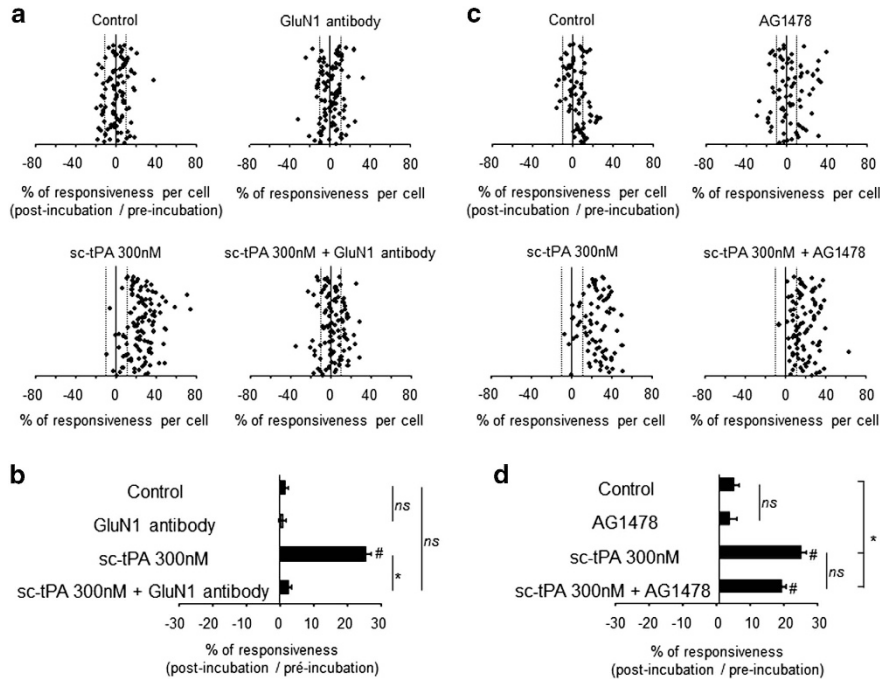 a
Control
GluN1 antibody
-80 -40 0 40 80
-80 -40 0 40 80
% of responsiveness per cell
(post-incubation / pre-incubation)
% of responsiveness per cell
sc-tPA 300nM
sc-tPA 300nM + GluN1 antibody
-80 -40 0 40 80
-80 -40 0 40 80
% of responsiveness per cell
% of responsiveness per cell
c
Control
AG1478
-80 -40 0 40 80
-80 -40 0 40 80
% of responsiveness per cell
(post-incubation / pre-incubation)
% of responsiveness per cell
sc-tPA 300nM
sc-tPA 300nM + AG1478
-80 -40 0 40 80
-80 -40 0 40 80
% of responsiveness per cell
% of responsiveness per cell
b
Control
GluN1 antibody
sc-tPA 300nM
sc-tPA 300nM + GluN1 antibody
ns
ns
#
*
-30 -20 -10 0 10 20 30
% of responsiveness
(post-incubation / pré-incubation)
d
Control
AG1478
sc-tPA 300nM
sc-tPA 300nM + AG1478
ns
*
#
ns
#
-30 -20 -10 0 10 20 30
% of responsiveness
(post-incubation / pre-incubation)